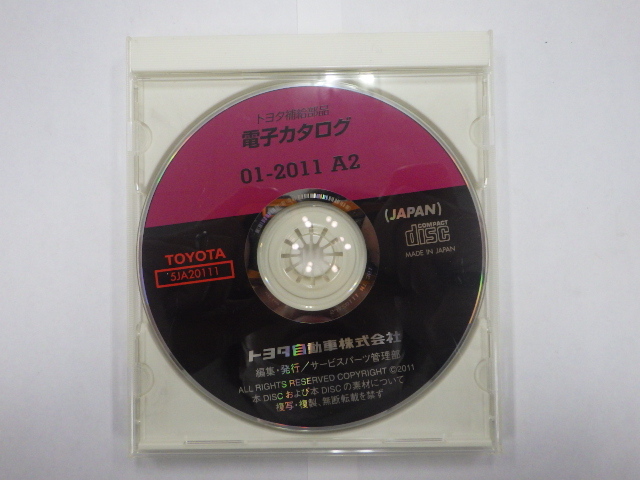 トヨタ補給部品
電子カタログ
01-2011 A2
(JAPAN)
COMPACT
disc
MADE IN JAPAN
TOYOTA
5JA20111
トヨタ自動車株式会社
編集・発行/サービスパーツ管理部
ALL RIGHTS RESERVED COPYRIGHT ©2011
本DISCおよび本DISCの素材について
複写・複製、無断転載を禁ず